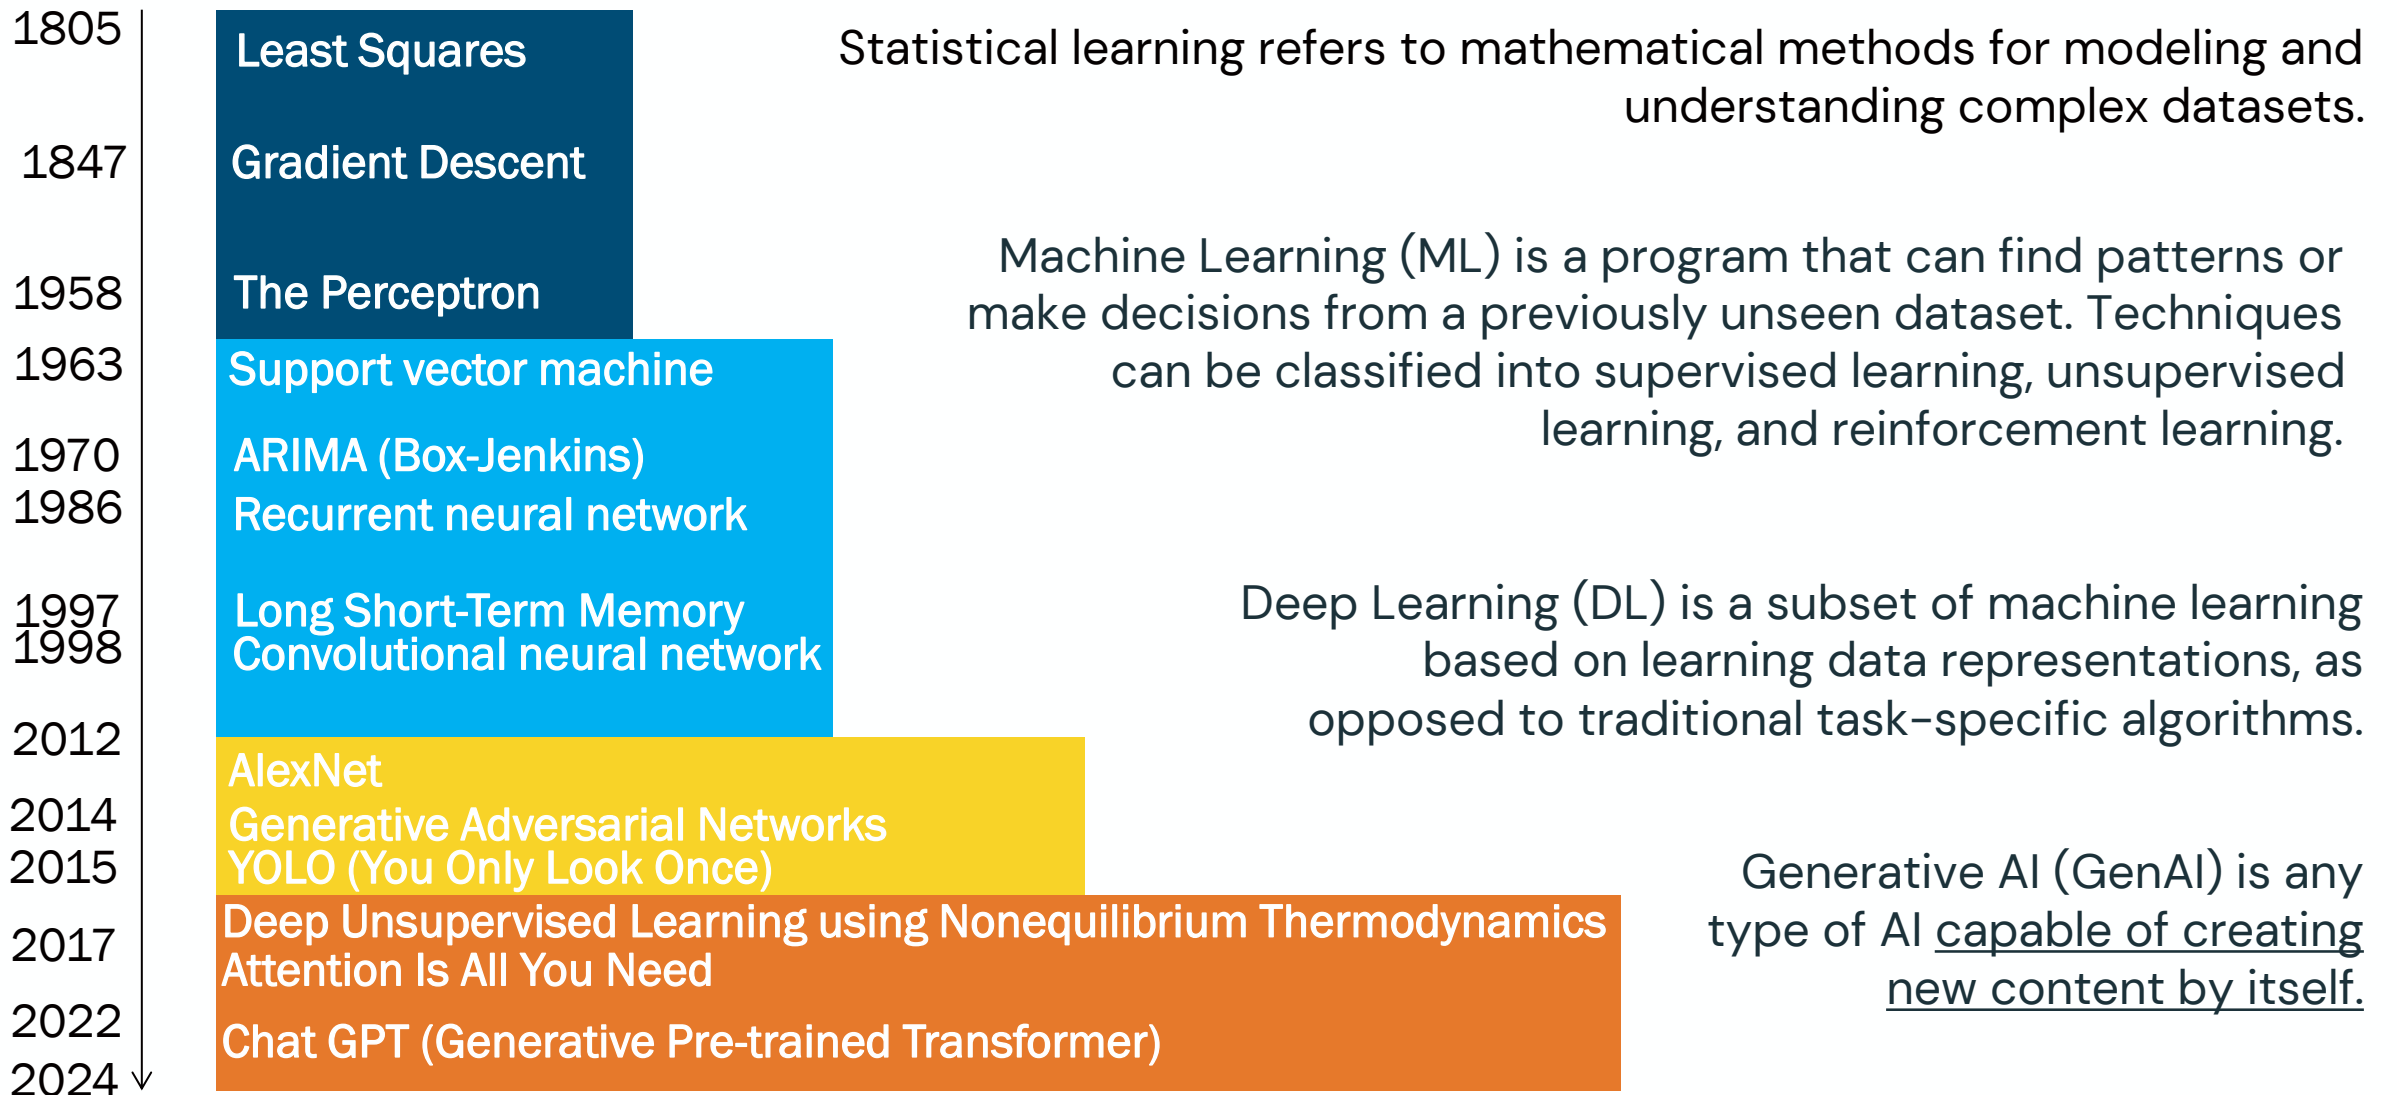 1805
Least Squares
1847
Gradient Descent
1958
The Perceptron
1963
Support vector machine
1970
ARIMA (Box-Jenkins)
1986
Recurrent neural network
1997
Long Short-Term Memory
1998
Convolutional neural network
2012
AlexNet
2014
Generative Adversarial Networks
2015
YOLO (You Only Look Once)
Deep Unsupervised Learning using Nonequilibrium Thermodynamics
2017
Attention Is All You Need
2022
Chat GPT (Generative Pre-trained Transformer)
2024
Statistical learning refers to mathematical methods for modeling and
understanding complex datasets.
Machine Learning (ML) is a program that can find patterns or
make decisions from a previously unseen dataset. Techniques
can be classified into supervised learning, unsupervised
learning, and reinforcement learning.
Deep Learning (DL) is a subset of machine learning
based on learning data representations, as
opposed to traditional task-specific algorithms.
Generative AI (GenAI) is any
type of AI capable of creating
new content by itself.